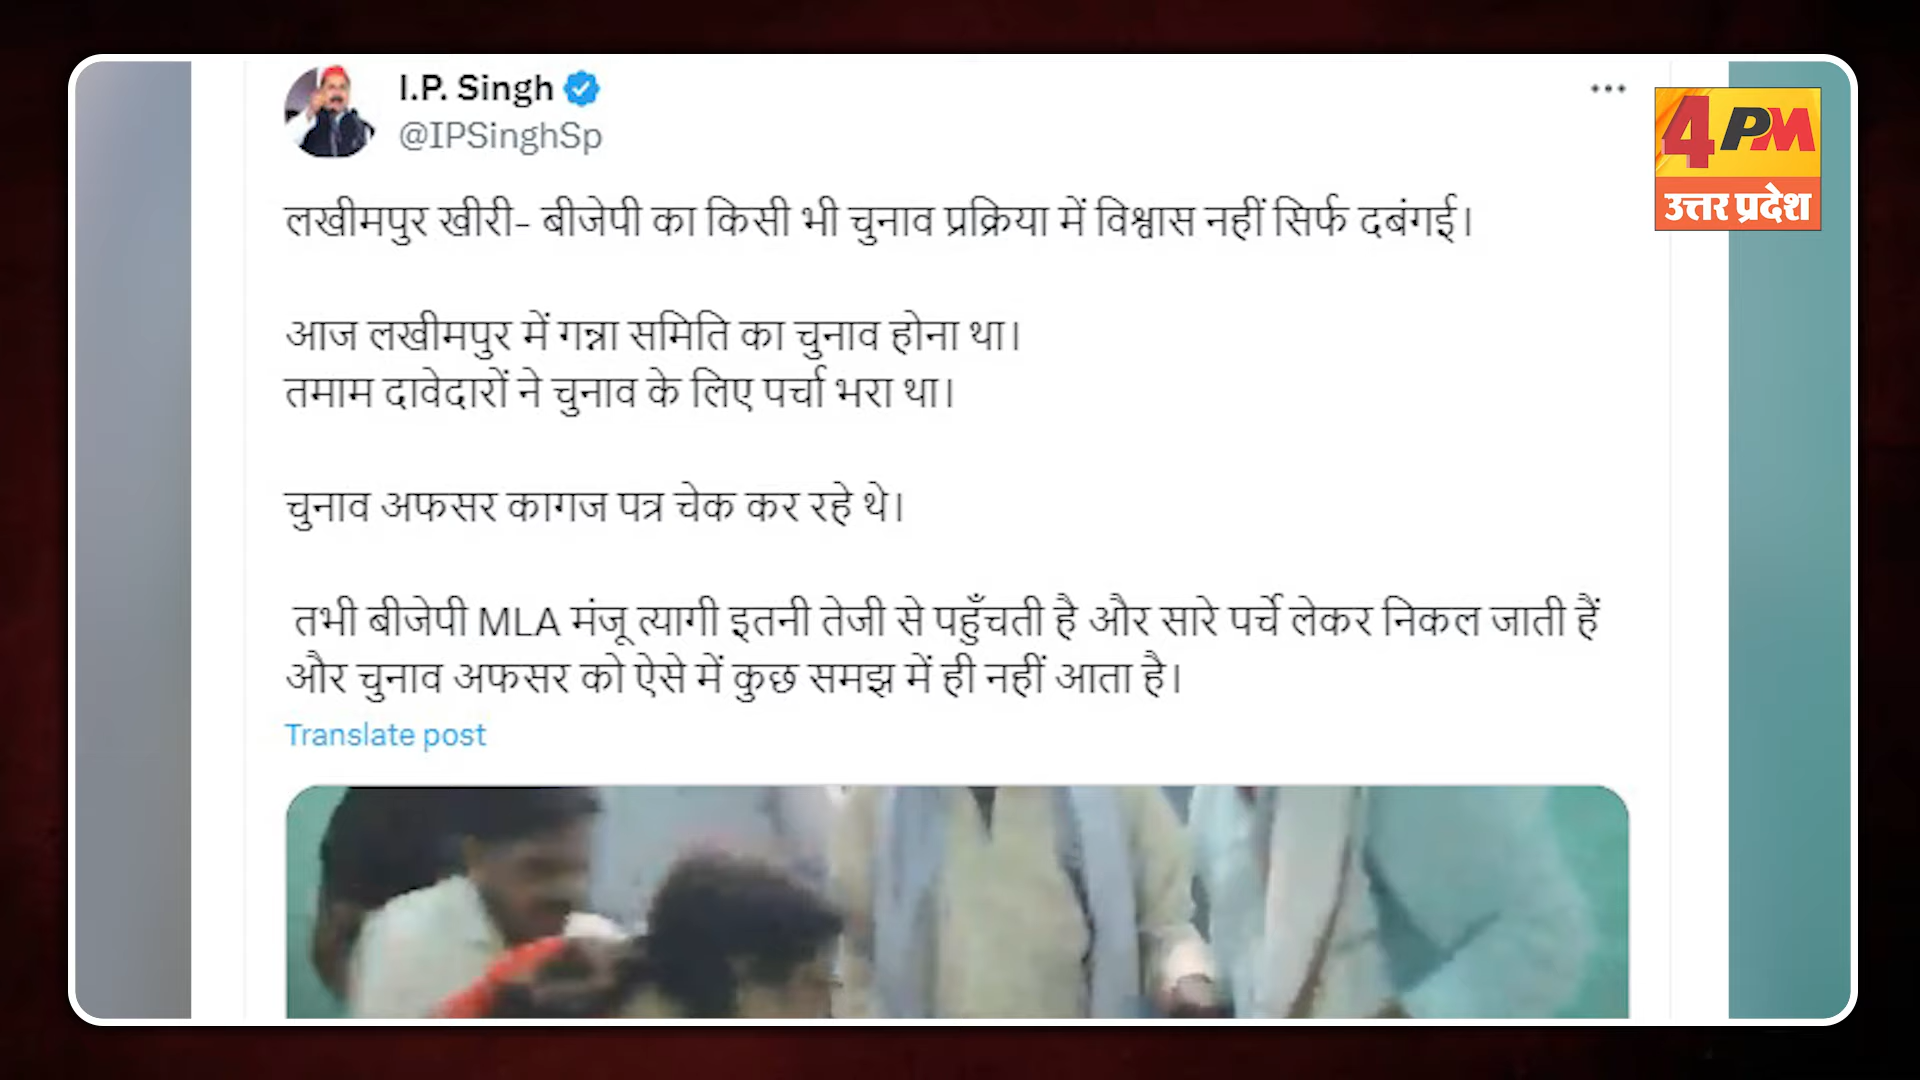 I.P. Singh
@IPSinghSp
4PM
उत्तर प्रदेश
लखीमपुर खीरी- बीजेपी का किसी भी चुनाव प्रक्रिया में विश्वास नहीं सिर्फ दबंगई।
आज लखीमपुर में गन्ना समिति का चुनाव होना था।
तमाम दावेदारों ने चुनाव के लिए पर्चा भरा था।
चुनाव अफसर कागज पत्र चेक कर रहे थे।
तभी बीजेपी MLA मंजू त्यागी इतनी तेजी से पहुँचती है और सारे पर्चे लेकर निकल जाती हैं
और चुनाव अफसर को ऐसे में कुछ समझ में ही नहीं आता है।
Translate post